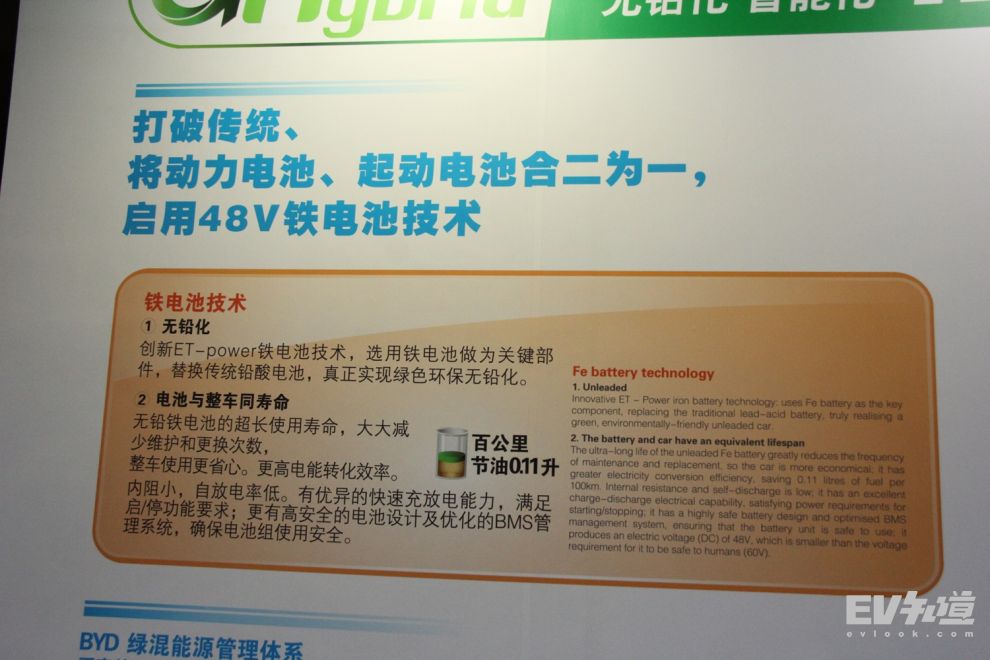 Hybrid
打破传统、
将动力电池、起动电池合二为一，
启用48V铁电池技术
铁电池技术
① 无铅化
创新ET-power铁电池技术，选用铁电池做为关键部
件，替换传统铅酸电池，真正实现绿色环保无铅化。
② 电池与整车同寿命
无铅铁电池的超长使用寿命，大大减
少维护和更换次数，
整车使用更省心。更高电能转化效率。
内阻小，自放电率低。有优异的快速充放电能力，满足
启/停功能要求；更有高安全的电池设计及优化的BMS管
理系统，确保电池组使用安全。
百公里
节油0.11升
Fe battery technology
1. Unleaded
Innovative ET - Power iron battery technology: uses Fe battery as the key
component, replacing the traditional lead-acid battery, truly realising a
green, environmentally-friendly unleaded car.
2. The battery and car have an equivalent lifespan
The ultra-long life of the unleaded Fe battery greatly reduces the frequency
of maintenance and replacement, so the car is more economical; it has
greater electricity conversion efficiency, saving 0.11 litres of fuel per
100km. Internal resistance and self-discharge is low; it has an excellent
charge-discharge electrical capability, satisfying power requirements for
starting/stopping; it has a highly safe battery design and optimised BMS
management system, ensuring that the battery unit is safe to use; it
produces an electric voltage (DC) of 48V, which is smaller than the voltage
requirement for it to be safe to humans (60V).
BYD 绿混能源管理体系
EV知道
evlook.com